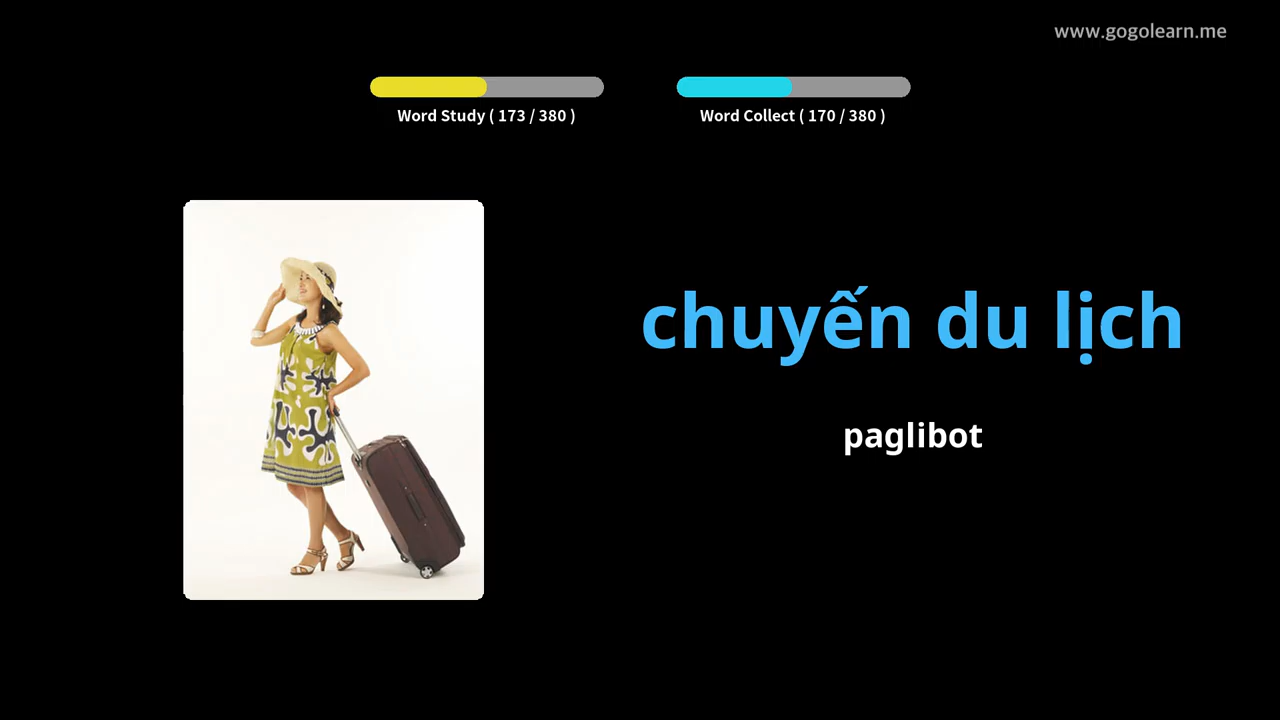 www.gogolearn.me
Word Study ( 173 / 380 )
Word Collect ( 170 / 380 )
chuyến du lịch
paglibot